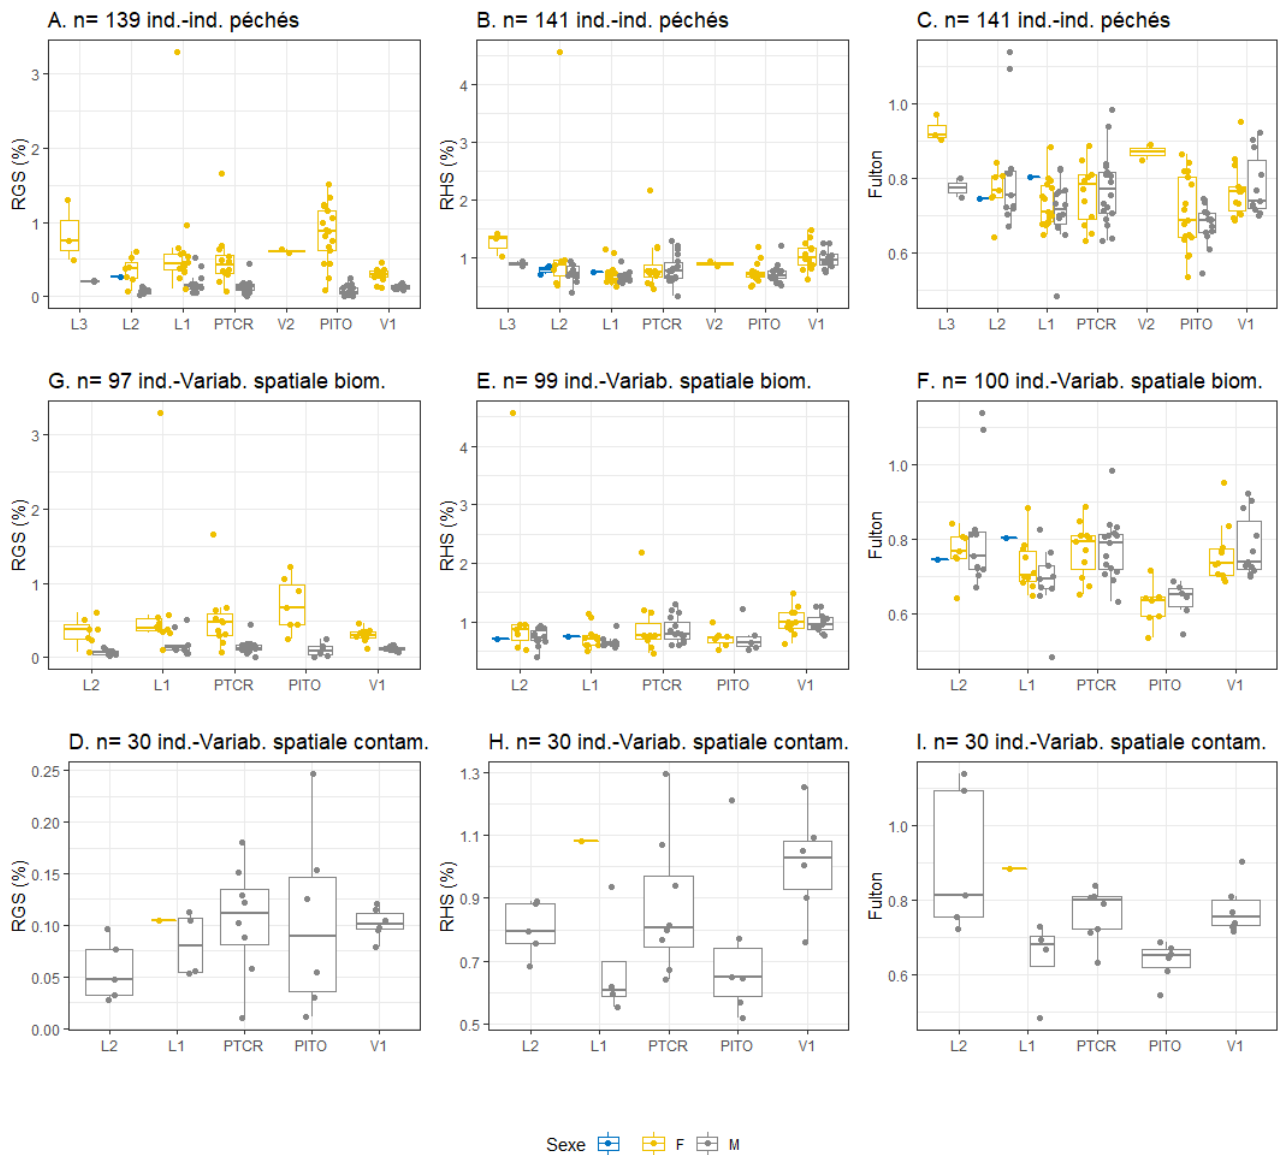 A. n= 139 ind.-ind. péchés
B. n= 141 ind.-ind péchés
C. n= 141 ind.-ind. péchés
RGS (%)
3
2
1
0
L3 L2 L1 PTCR V2 PITO V1
RHS (%)
4
3
2
1
L3 L2 L1 PTCR V2 PITO V1
Fulton
1.0
0.8
0.6
L3 L2 L1 PTCR V2 PITO V1
G. n= 97 ind.-Variab. spatiale biom.
E. n= 99 ind.-Variab. spatiale biom.
F. n= 100 ind.-Variab. spatiale biom.
RGS (%)
3
2
1
0
L2 L1 PTCR PITO V1
RHS (%)
4
3
2
1
L2 L1 PTCR PITO V1
Fulton
1.0
0.8
0.6
L2 L1 PTCR PITO V1
D. n= 30 ind.-Variab. spatiale contam.
H. n= 30 ind.-Variab. spatiale contam.
I. n= 30 ind.-Variab. spatiale contam.
RGS (%)
0.25
0.20
0.15
0.10
0.05
0.00
L2 L1 PTCR PITO V1
RHS (%)
1.3
1.1
0.9
0.7
0.5
L2 L1 PTCR PITO V1
Fulton
1.0
0.8
0.6
L2 L1 PTCR PITO V1
Sexe F M